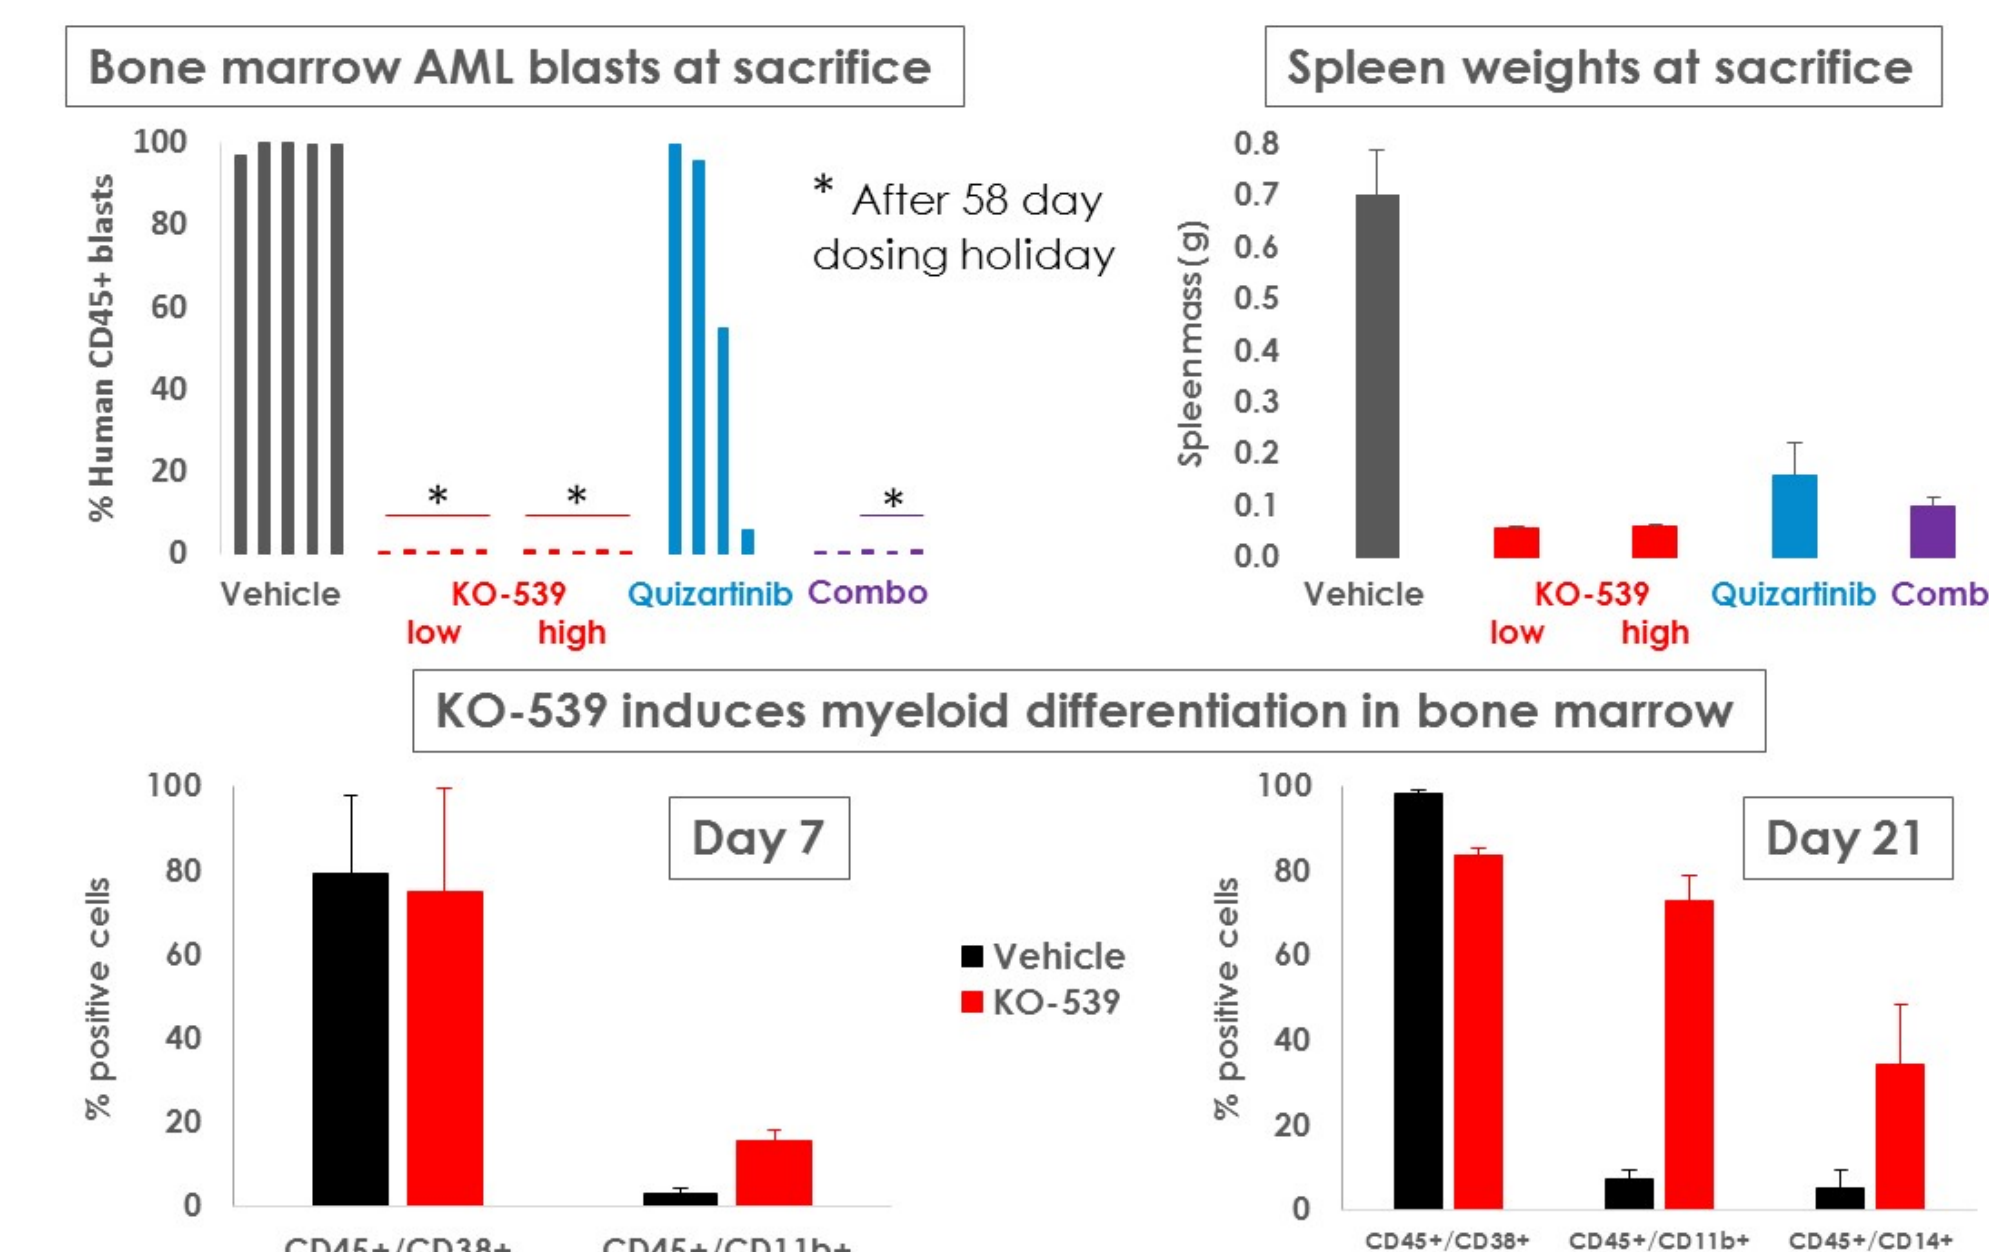 Bone marrow AML blasts at sacrifice
% Human CD45+ blasts
100
80
60
40
20
0
* After 58 day
dosing holiday
* * *
Vehicle KO-539 Quizartinib Combo
low high
Spleen weights at sacrifice
Spleen mass (g)
0.8
0.7
0.6
0.5
0.4
0.3
0.2
0.1
0.0
Vehicle KO-539 Quizartinib Comb
low high
KO-539 induces myeloid differentiation in bone marrow
% positive cells
100
80
60
40
20
0
Day 7
CD45+/CD38+ CD45+/CD11b+
Vehicle
KO-539
% positive cells
100
80
60
40
20
0
Day 21
CD45+/CD38+ CD45+/CD11b+ CD45+/CD14+